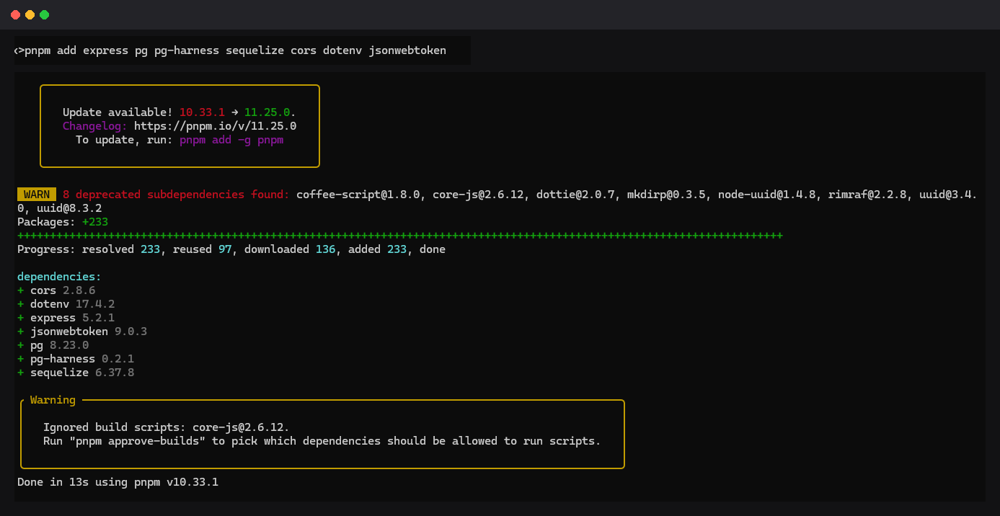 <>pnpm add express pg pg-harness sequelize cors dotenv jsonwebtoken
Update available! 10.33.1 → 11.25.0.
Changelog: https://pnpm.io/v/11.25.0
To update, run: pnpm add -g pnpm
WARN 8 deprecated subdependencies found: coffee-script@1.8.0, core-js@2.6.12, dottie@2.0.7, mkdirp@0.3.5, node-uuid@1.4.8, rimraf@2.2.8, uuid@3.4.
0, uuid@8.3.2
Packages: +233
++++++++++++++++++++++++++++++++++++++++++++++++++++++++++++++++++++++++++++++++++++++++++++++++++++++++++++++++++++++
Progress: resolved 233, reused 97, downloaded 136, added 233, done
dependencies:
+ cors 2.8.6
+ dotenv 17.4.2
+ express 5.2.1
+ jsonwebtoken 9.0.3
+ pg 8.23.0
+ pg-harness 0.2.1
+ sequelize 6.37.8
Warning
Ignored build scripts: core-js@2.6.12.
Run "pnpm approve-builds" to pick which dependencies should be allowed to run scripts.
Done in 13s using pnpm v10.33.1